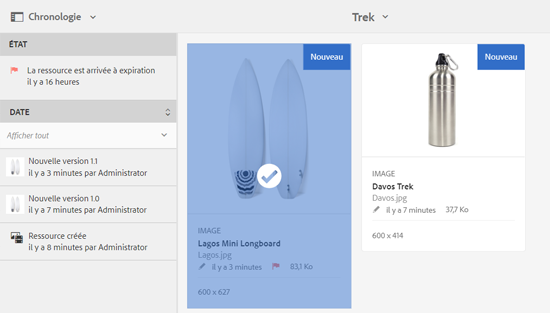 Chronologie
Trek
ÉTAT
La ressource est arrivée à expiration
il y a 16 heures
DATE
Afficher tout
Nouvelle version 1.1
il y a 3 minutes par Administrator
Nouvelle version 1.0
il y a 7 minutes par Administrator
Ressource créée
il y a 8 minutes par Administrator
Nouveau
IMAGE
Lagos Mini Longboard
Lagos.jpg
il y a 3 minutes 83,1 Ko
600 x 627
Nouveau
IMAGE
Davos Trek
Davos.jpg
il y a 7 minutes 37,7 Ko
600 x 414